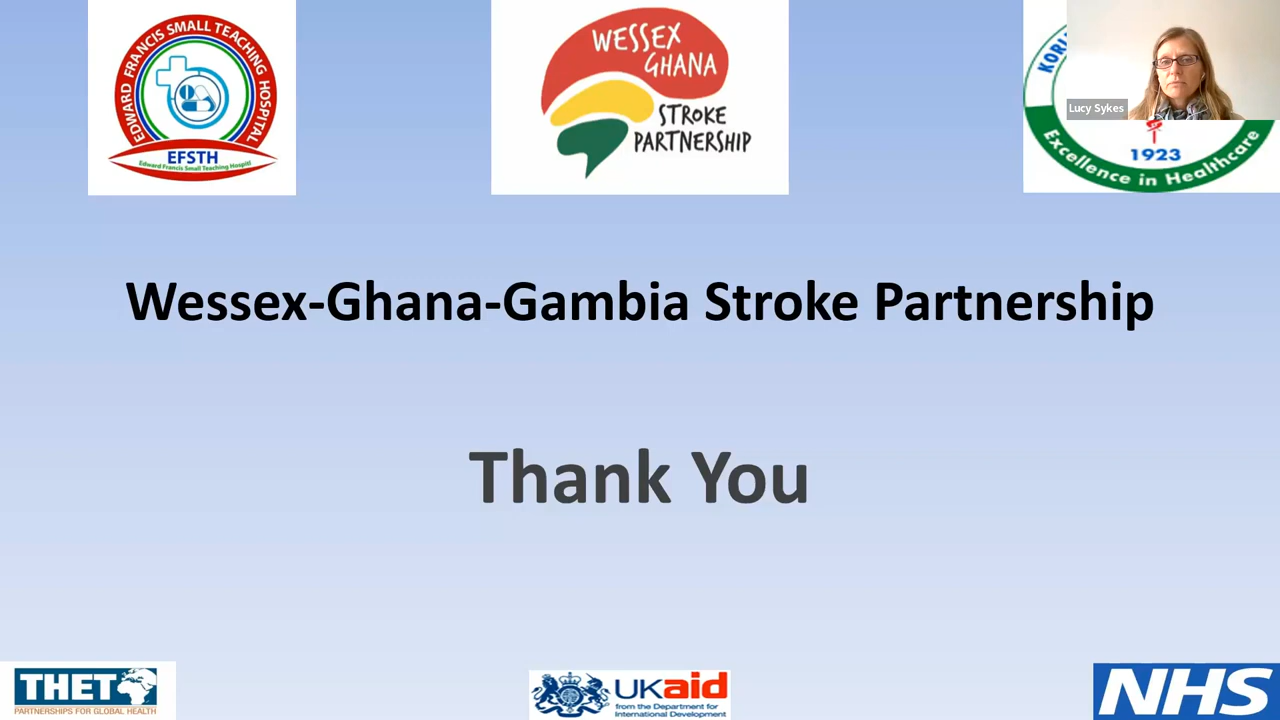 EDWARD FRANCIS SMALL TEACHING HOSPITAL
EFSTH
Edward Francis Small Teaching Hospitl
WESSEX
GHANA
STROKE
PARTNERSHIP
Lucy Sykes
1923
Excellence in Healthcare
Wessex-Ghana-Gambia Stroke Partnership
Thank You
THET
PARTNERSHIPS FOR GLOBAL HEALTH
UKaid
from the Department for
International Development
NHS